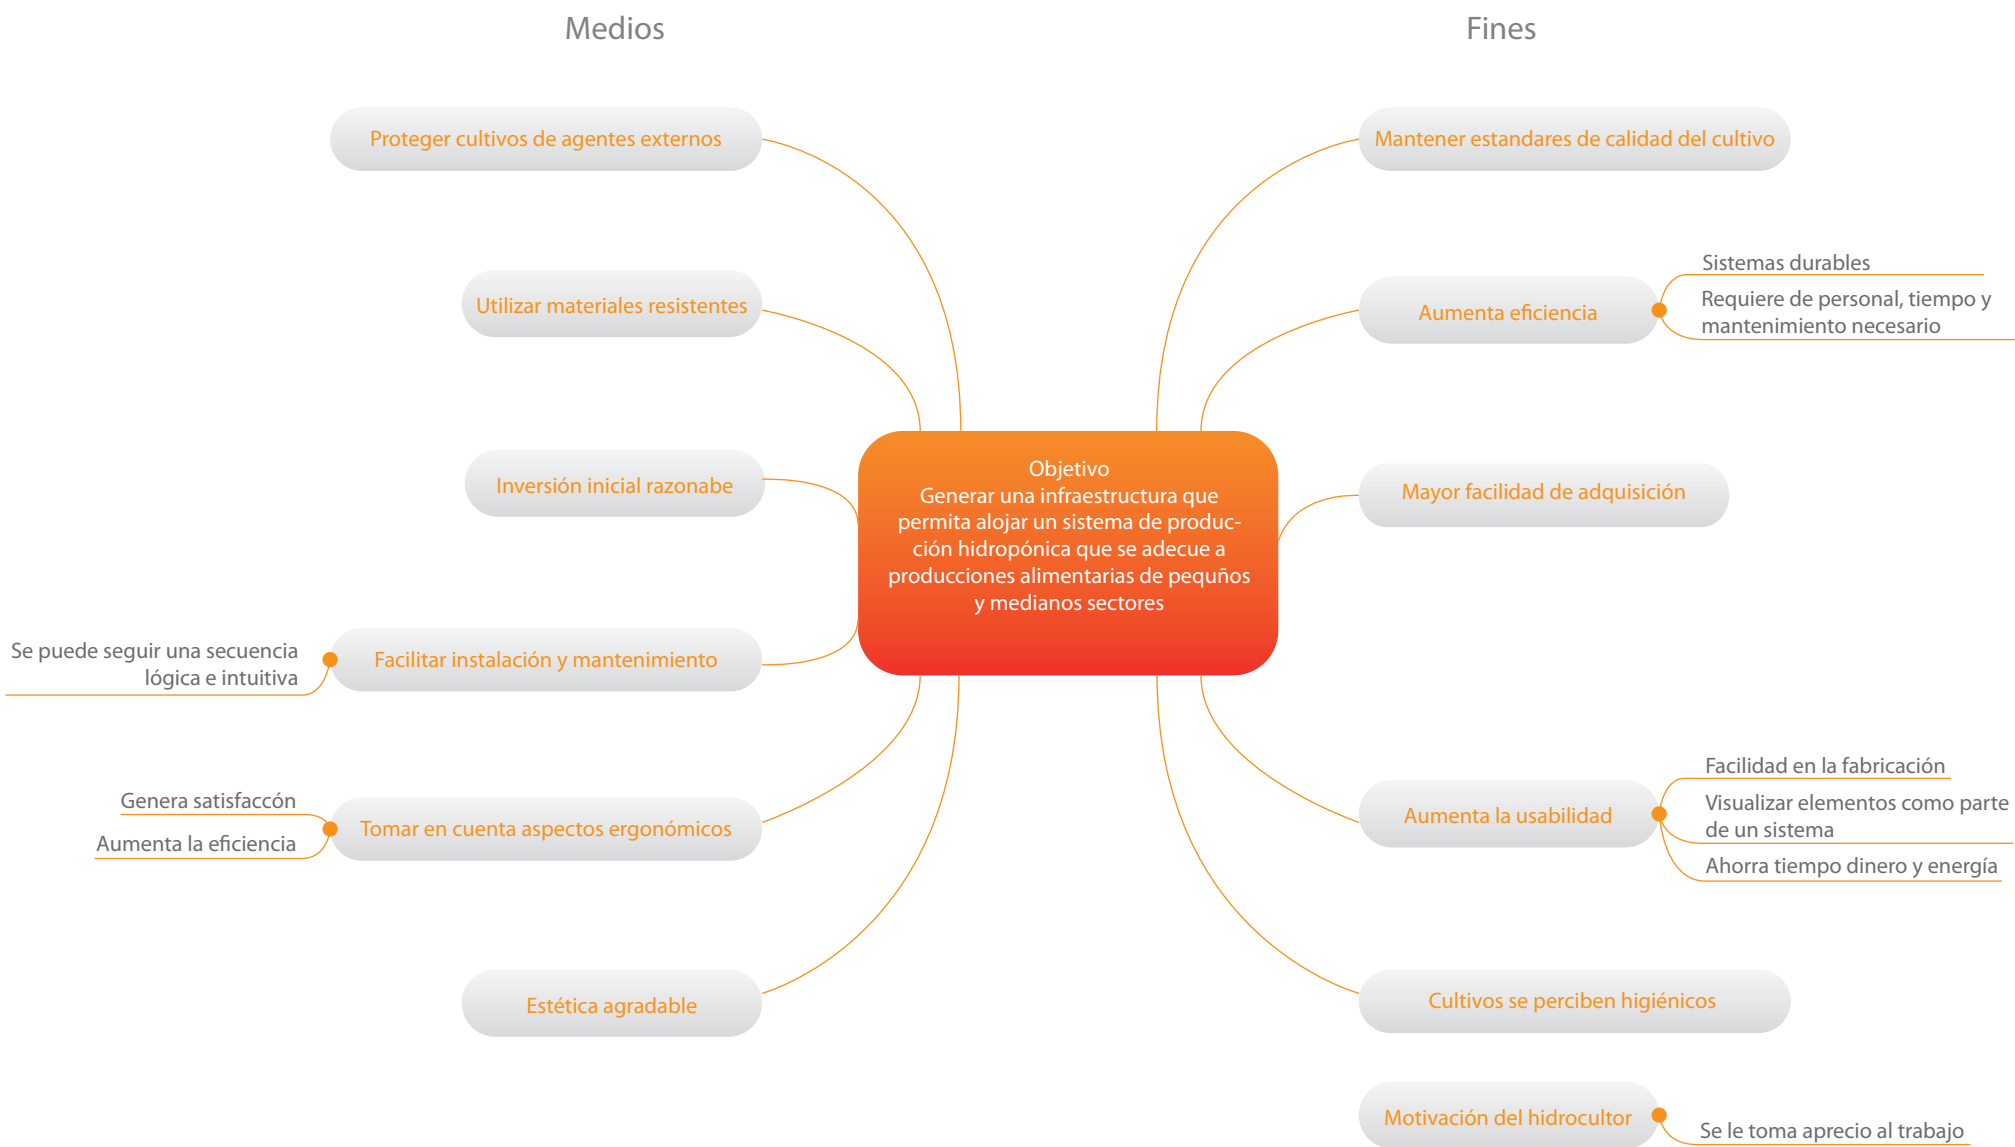 Medios
Fines
Proteger cultivos de agentes externos
Utilizar materiales resistentes
Inversión inicial razonabe
Se puede seguir una secuencia
lógica e intuitiva
Facilitar instalación y mantenimiento
Genera satisfaccón
Aumenta la eficiencia
Tomar en cuenta aspectos ergonómicos
Estética agradable
Objetivo
Generar una infraestructura que
permita alojar un sistema de produc-
ción hidropónica que se adecue a
producciones alimentarias de pequños
y medianos sectores
Mantener estandares de calidad del cultivo
Aumenta eficiencia
Sistemas durables
Requiere de personal, tiempo y
mantenimiento necesario
Mayor facilidad de adquisición
Aumenta la usabilidad
Facilidad en la fabricación
Visualizar elementos como parte
de un sistema
Ahorra tiempo dinero y energía
Cultivos se perciben higiénicos
Motivación del hidrocultor
Se le toma aprecio al trabajo